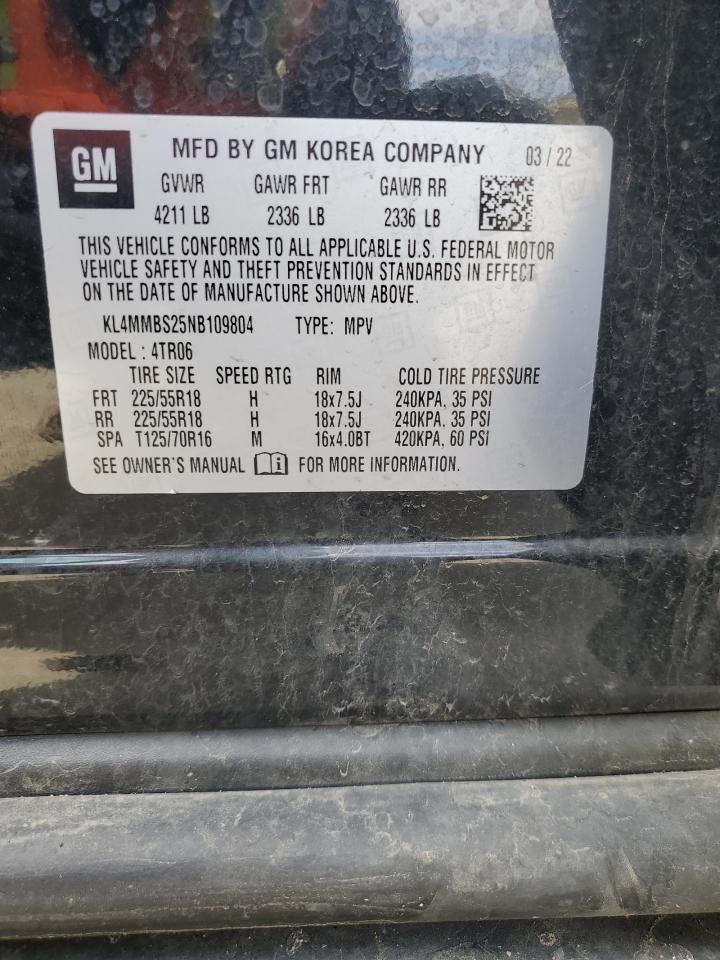 GM
MFD BY GM KOREA COMPANY 03 / 22
GVWR GAWR FRT GAWR RR
4211 LB 2336 LB 2336 LB
THIS VEHICLE CONFORMS TO ALL APPLICABLE U.S. FEDERAL MOTOR
VEHICLE SAFETY AND THEFT PREVENTION STANDARDS IN EFFECT
ON THE DATE OF MANUFACTURE SHOWN ABOVE.
KL4MMBS25NB109804 TYPE: MPV
MODEL : 4TR06
TIRE SIZE SPEED RTG RIM COLD TIRE PRESSURE
FRT 225/55R18 H 18x7.5J 240KPA, 35 PSI
RR 225/55R18 H 18x7.5J 240KPA, 35 PSI
SPA T125/70R16 M 16x4.0BT 420KPA, 60 PSI
SEE OWNER'S MANUAL FOR MORE INFORMATION.